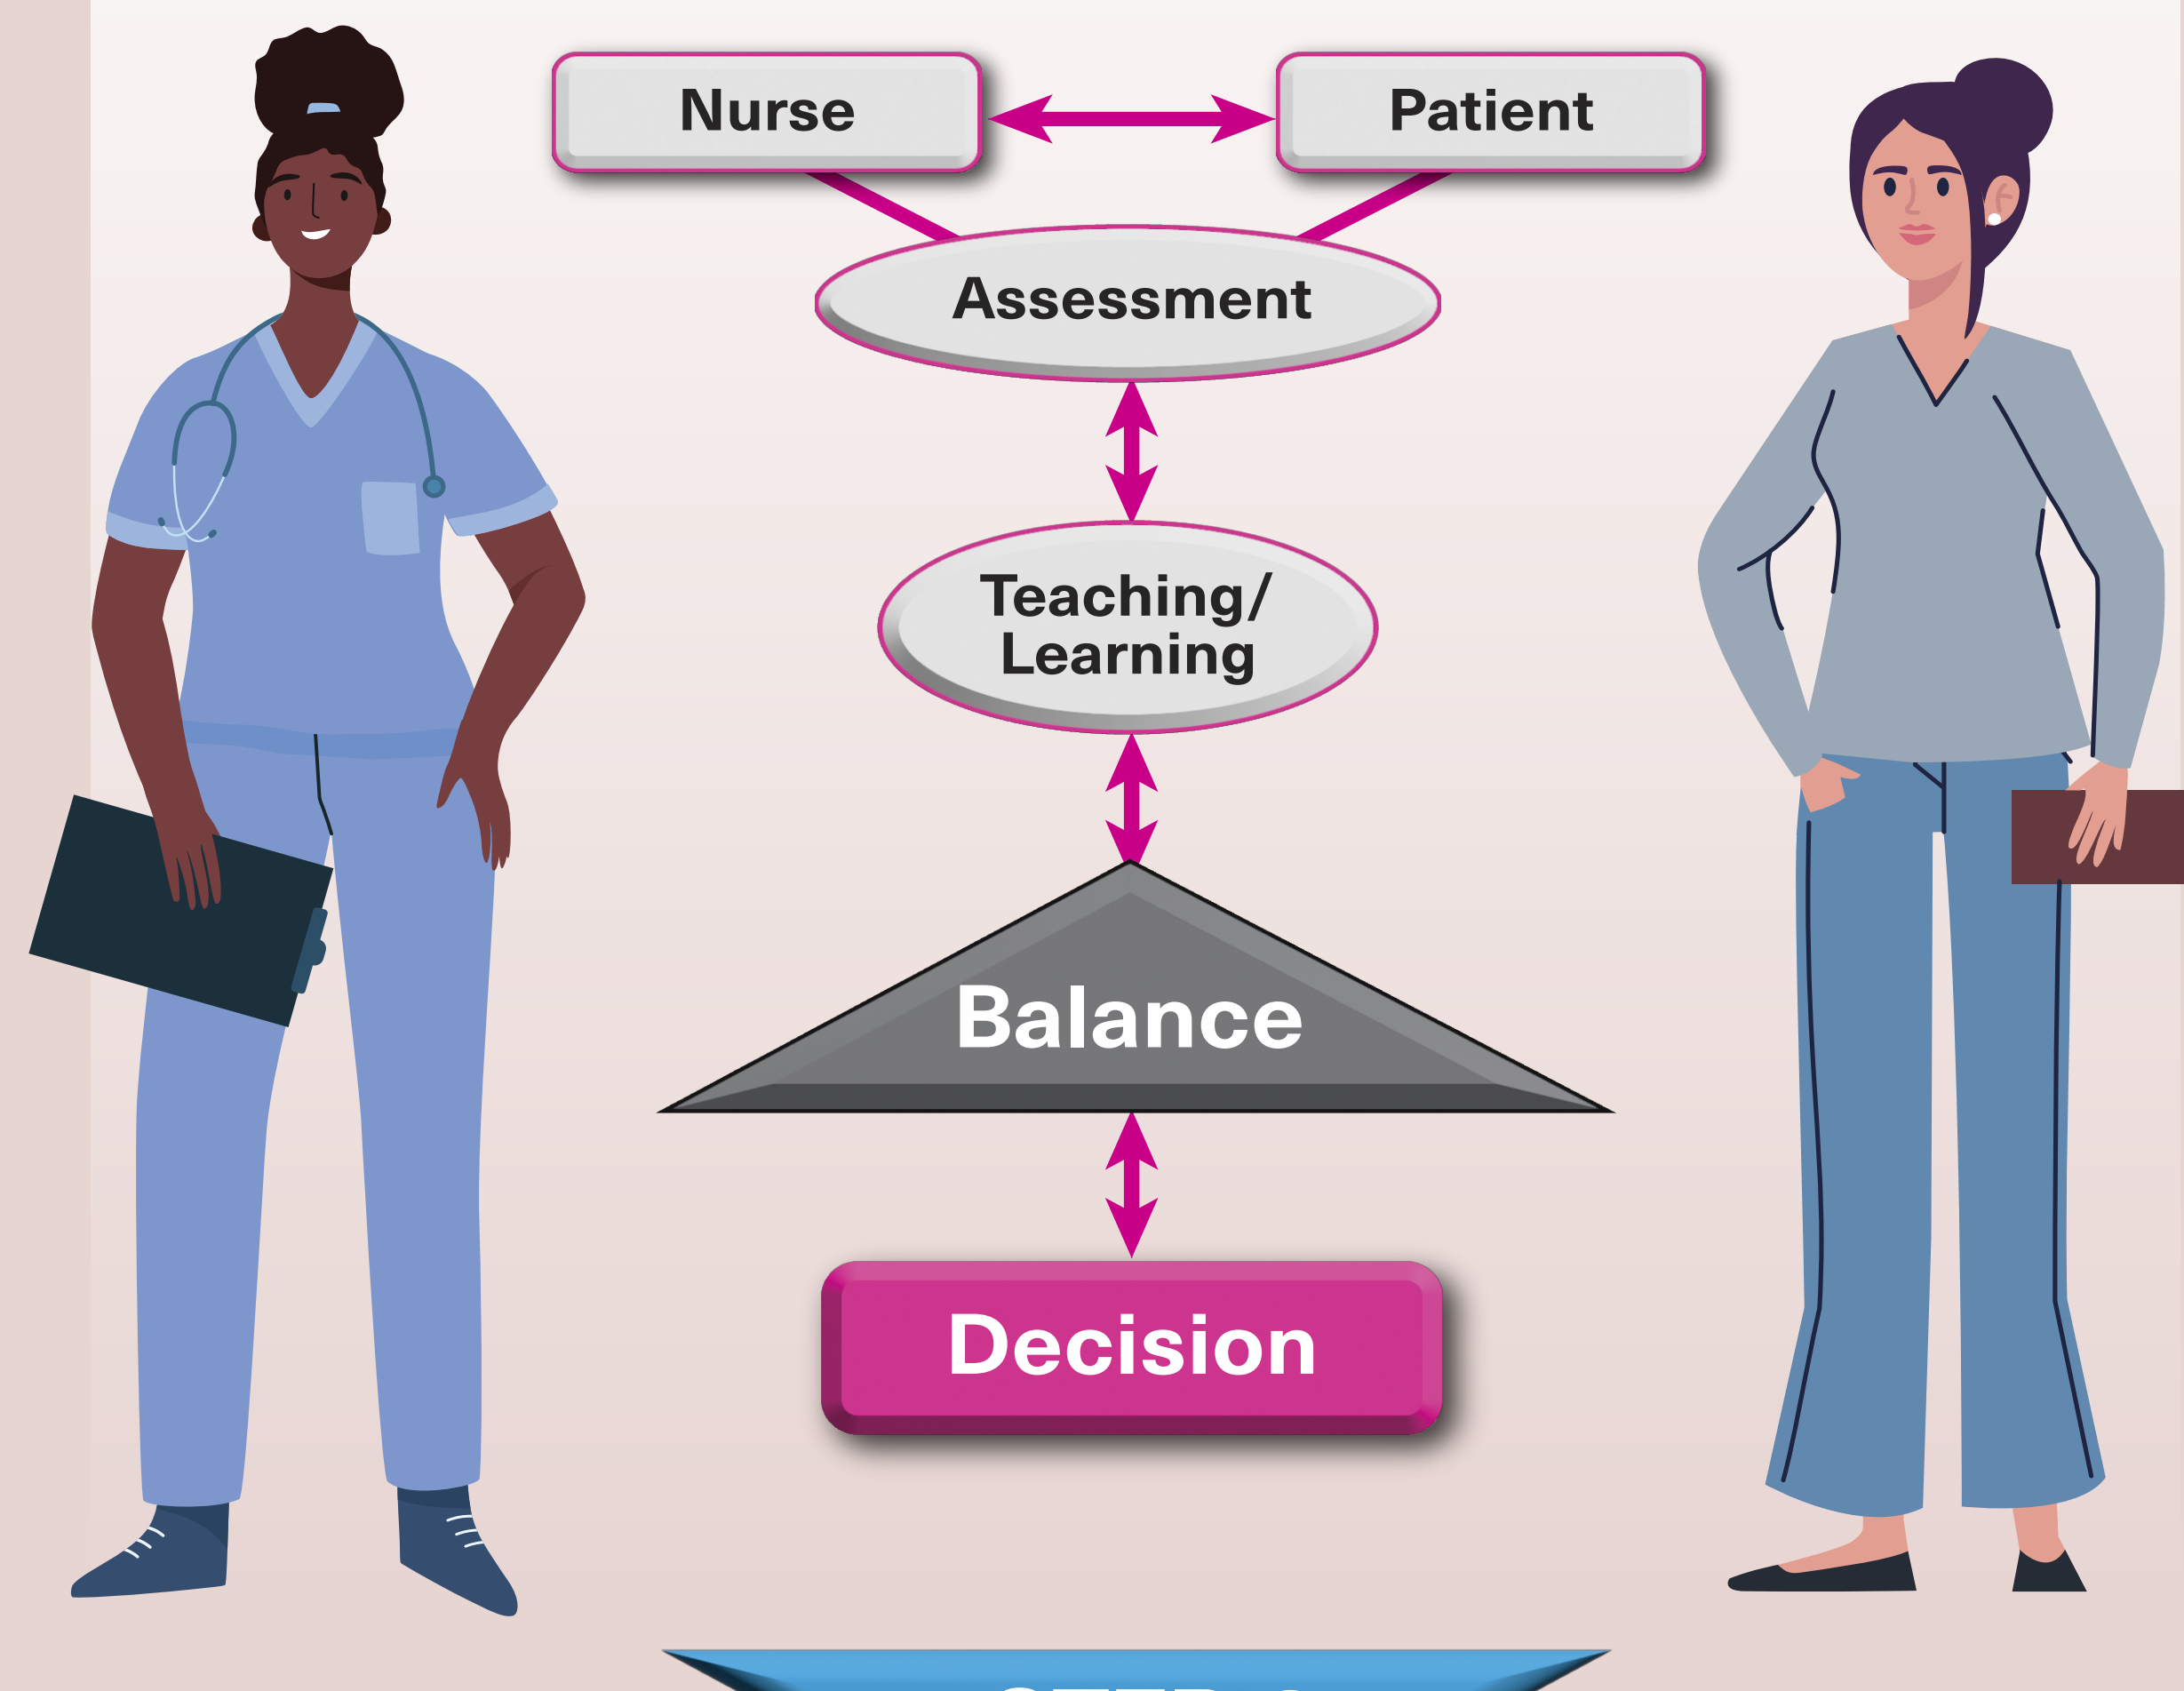 Nurse
Patient
Assessment
Teaching/
Learning
Balance
Decision